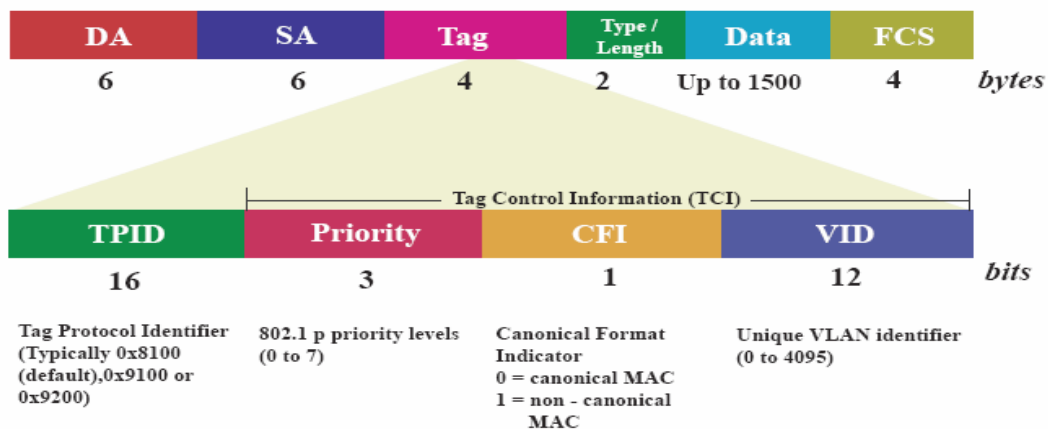 DA SA Tag Type / Length Data FCS
6 6 4 2 Up to 1500 4 bytes
Tag Control Information (TCI)
TPID Priority CFI VID
16 3 1 12 bits
Tag Protocol Identifier
(Typically 0x8100
(default),0x9100 or
0x9200)
802.1 p priority levels
(0 to 7)
Canonical Format
Indicator
0 = canonical MAC
1 = non - canonical
MAC
Unique VLAN identifier
(0 to 4095)